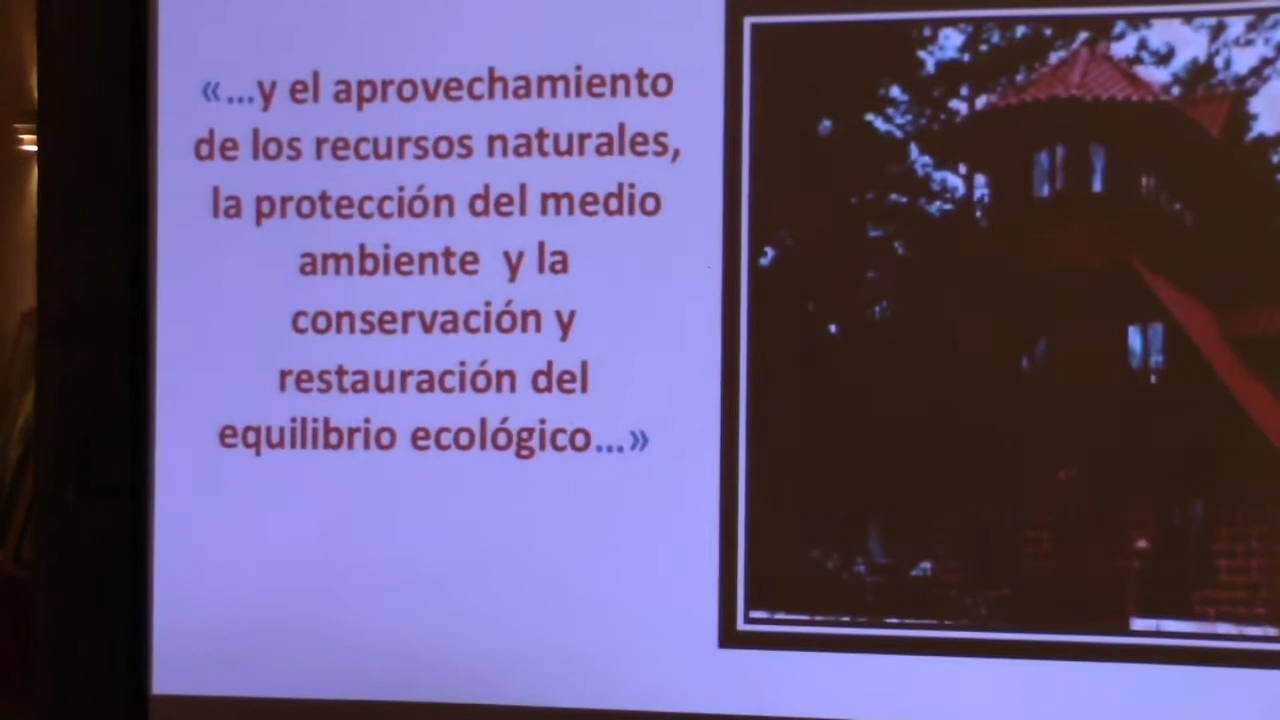 «...y el aprovechamiento
de los recursos naturales,
la protección del medio
ambiente  y la
conservación y
restauración del
equilibrio ecológico...»